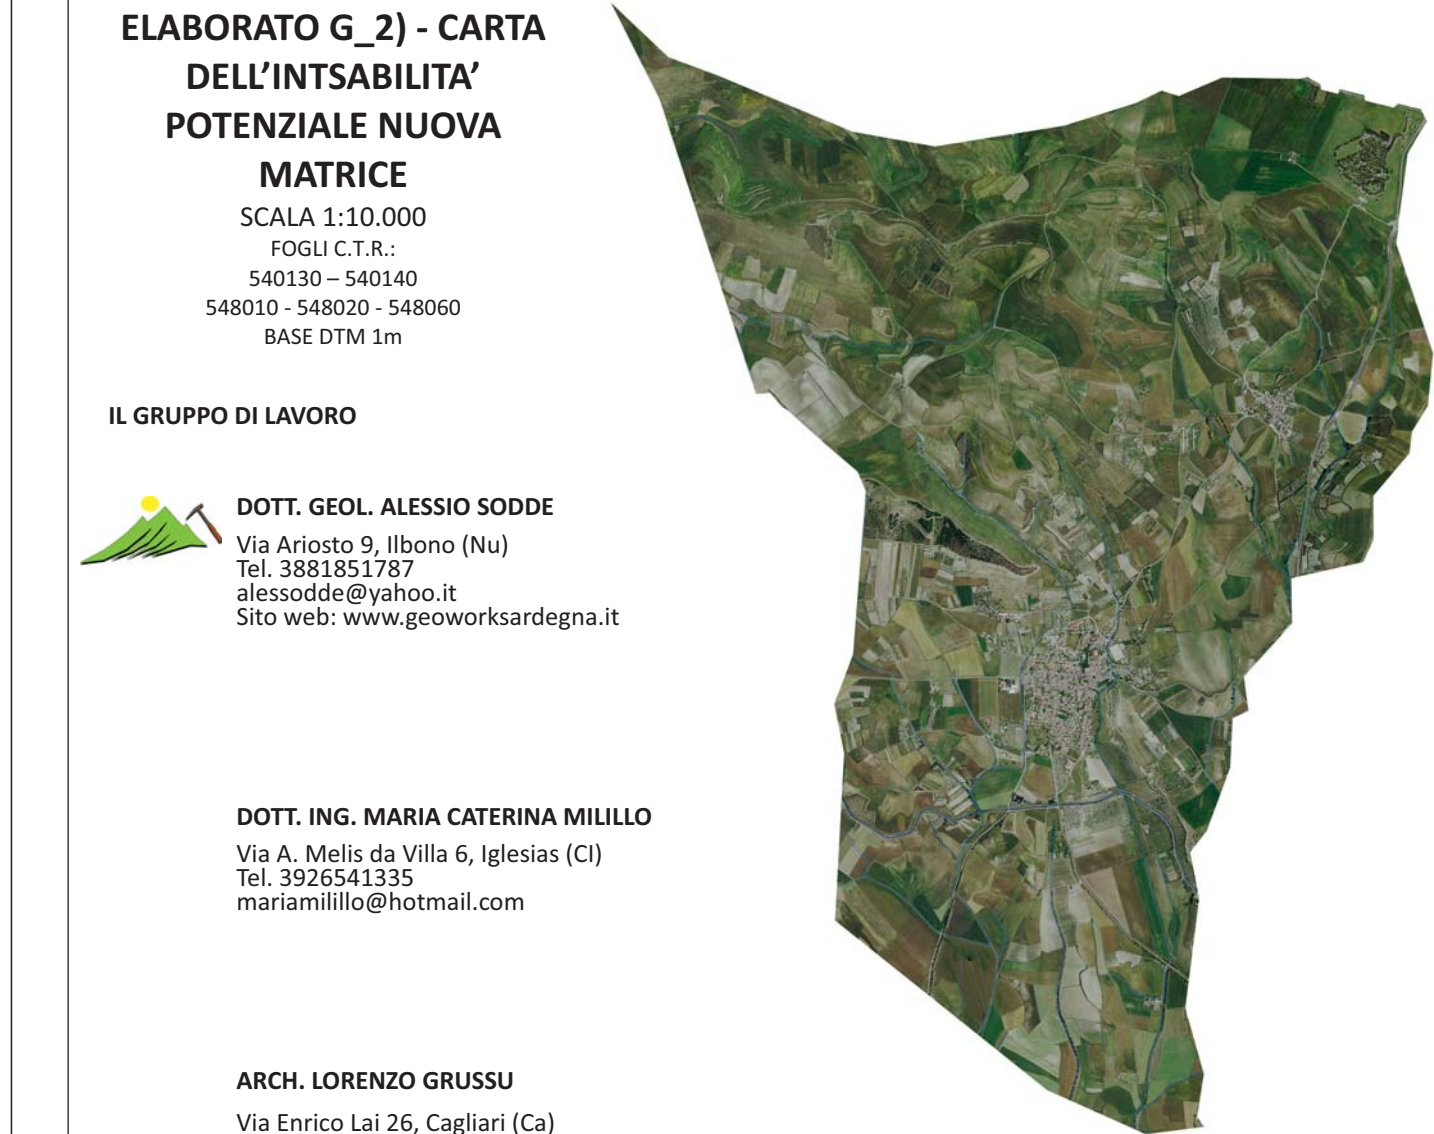 ELABORATO G_2) - CARTA
DELL’INTSABILITA’
POTENZIALE NUOVA
MATRICE
SCALA 1:10.000
FOGLI C.T.R.:
540130 – 540140
548010 - 548020 - 548060
BASE DTM 1m
IL GRUPPO DI LAVORO
DOTT. GEOL. ALESSIO SODDE
Via Ariosto 9, Ilbono (Nu)
Tel. 3881851787
alessodde@yahoo.it
Sito web: www.geoworksardegna.it
DOTT. ING. MARIA CATERINA MILILLO
Via A. Melis da Villa 6, Iglesias (CI)
Tel. 3926541335
mariamilillo@hotmail.com
ARCH. LORENZO GRUSSU
Via Enrico Lai 26, Cagliari (Ca)